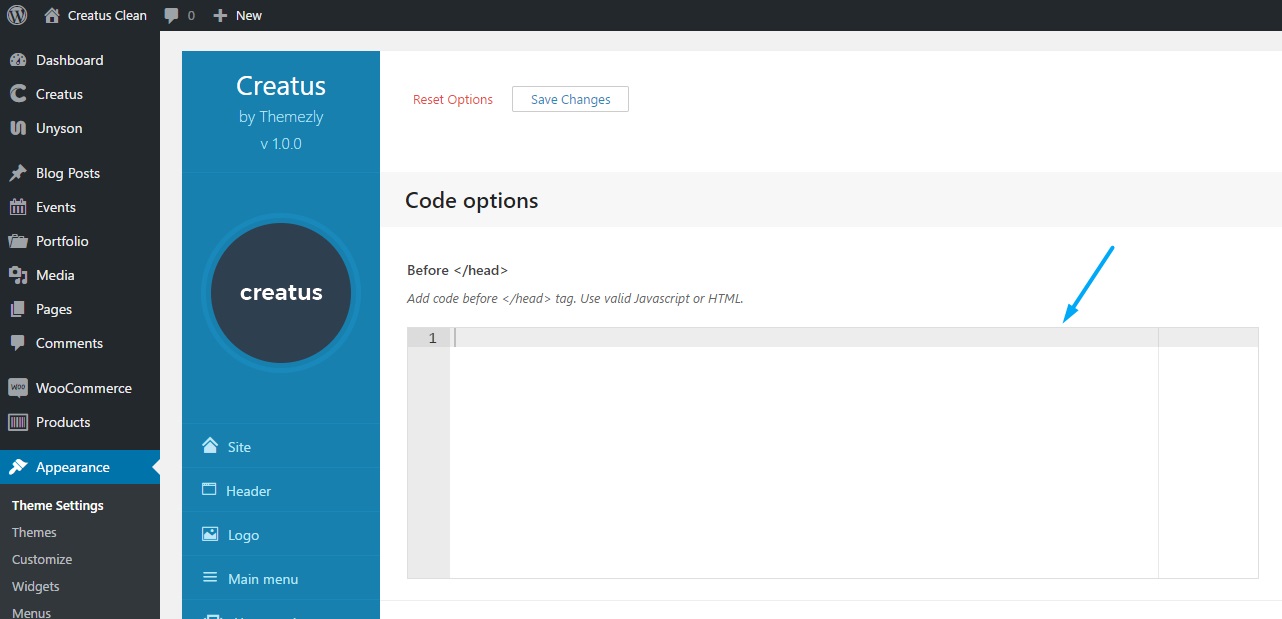 Creatus Clean 0 New
Dashboard
Creatus
Unyson
Blog Posts
Events
Portfolio
Media
Pages
Comments
WOO WooCommerce
Products
Appearance
Theme Settings
Themes
Customize
Widgets
Menus
Creatus
by Themezly
v 1.0.0
creatus
Site
Header
Logo
Main menu
Reset Options Save Changes
Code options
Before </head>
Add code before </head> tag. Use valid Javascript or HTML.
1